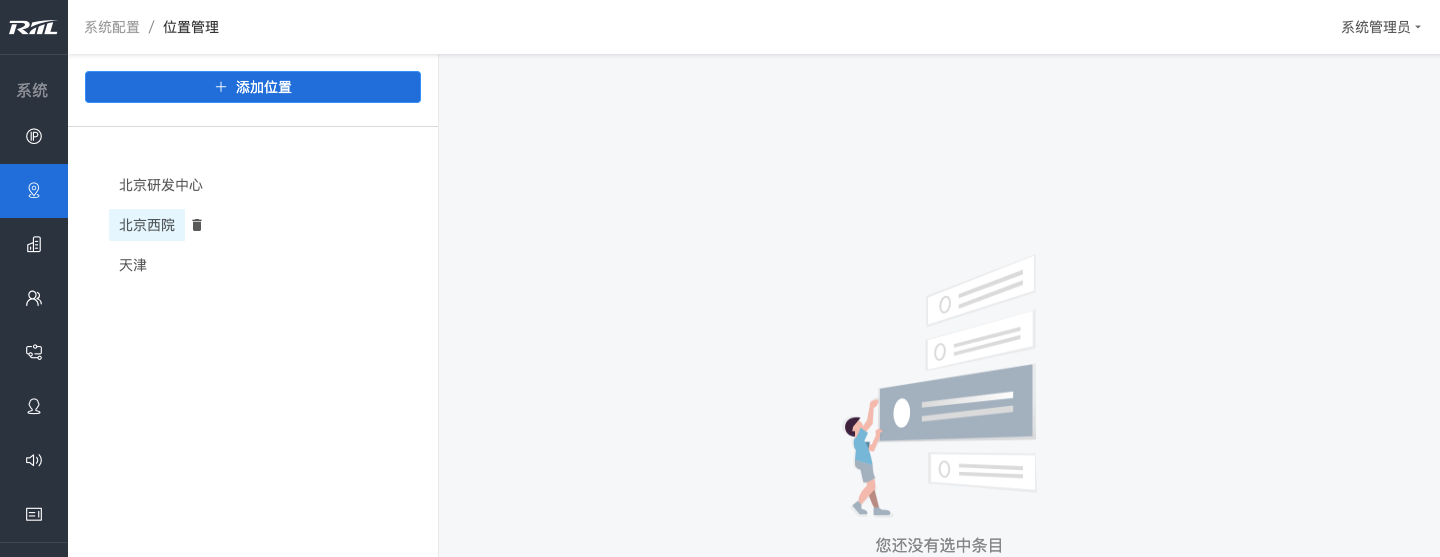 RIIL
系统配置 / 位置管理
系统管理员
系统
添加位置
北京研发中心
北京西院
天津
您还没有选中条目